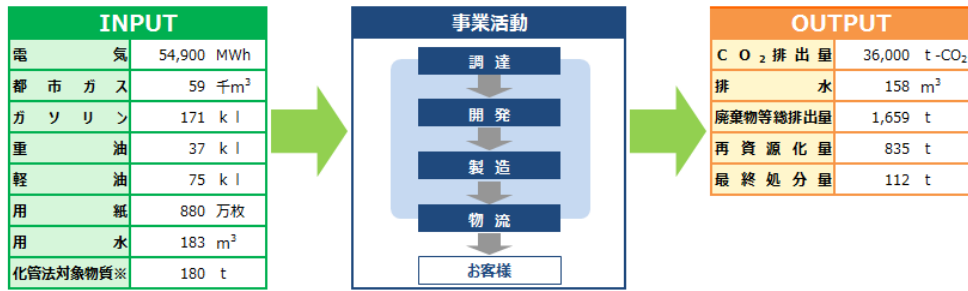 INPUT
電気 54,900 MWh
都市ガス 59 千m³
ガソリン 171 kl
重油 37 kl
軽油 75 kl
用紙 880 万枚
用水 183 m³
化管法対象物質※ 180 t
事業活動
調達
開発
製造
物流
お客様
OUTPUT
CO₂排出量 36,000 t-CO₂
排水 158 m³
廃棄物等総排出量 1,659 t
再資源化量 835 t
最終処分量 112 t